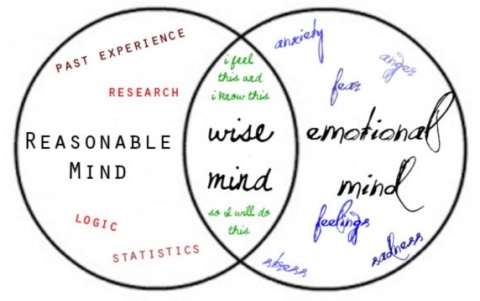 PAST EXPERIENCE
RESEARCH
REASONABLE
MIND
LOGIC
STATISTICS
i feel
this and
i know this
wise
mind
so I will do
this
anxiety
anger
fear
emotional
mind
feelings
sadness
stress